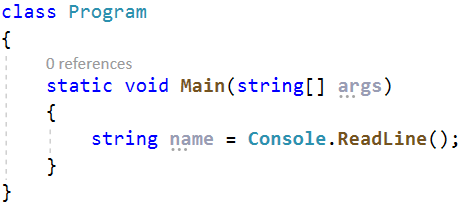 class Program
{
0 references
static void Main(string[] args)
{
string name = Console.ReadLine();
}
}